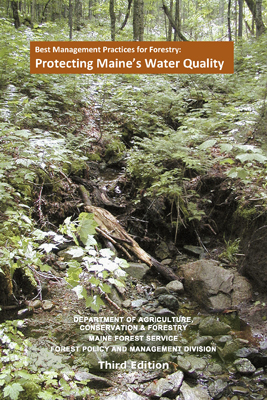 Best Management Practices for Forestry:
Protecting Maine's Water Quality
DEPARTMENT OF AGRICULTURE,
CONSERVATION & FORESTRY
MAINE FOREST SERVICE
FOREST POLICY AND MANAGEMENT DIVISION
Third Edition